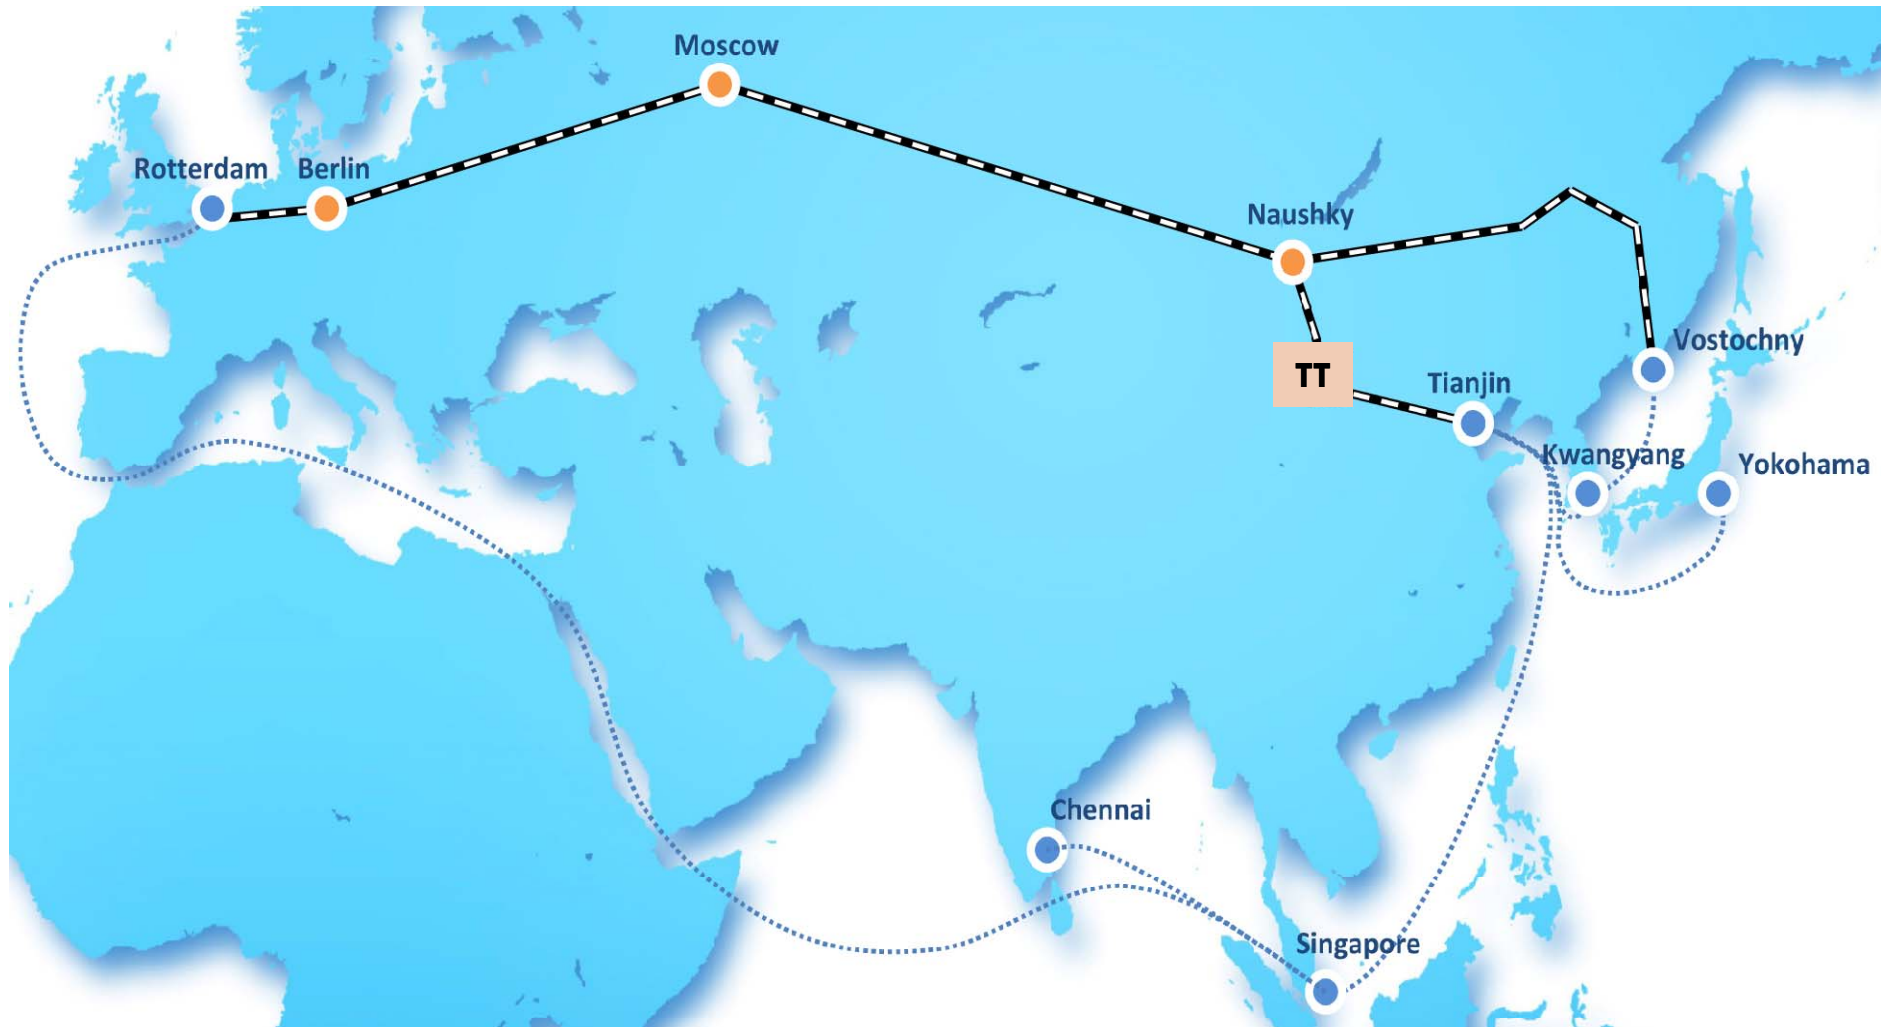 Moscow
Rotterdam
Berlin
Naushky
Vostochny
TT
Tianjin
Kwangyang
Yokohama
Chennai
Singapore